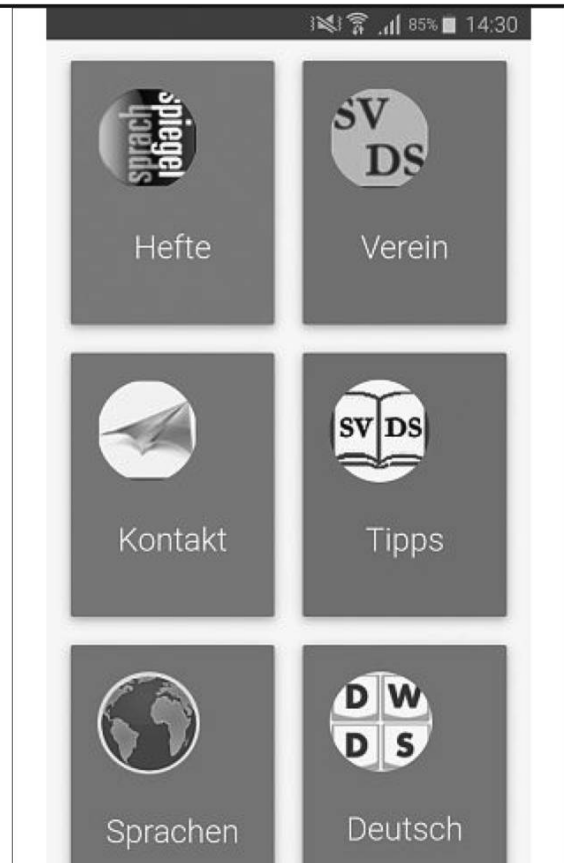 85% 14:30
sprach
spiegel
SV
DS
Hefte
Verein
SV DS
Kontakt
Tipps
D W
D S
Sprachen
Deutsch